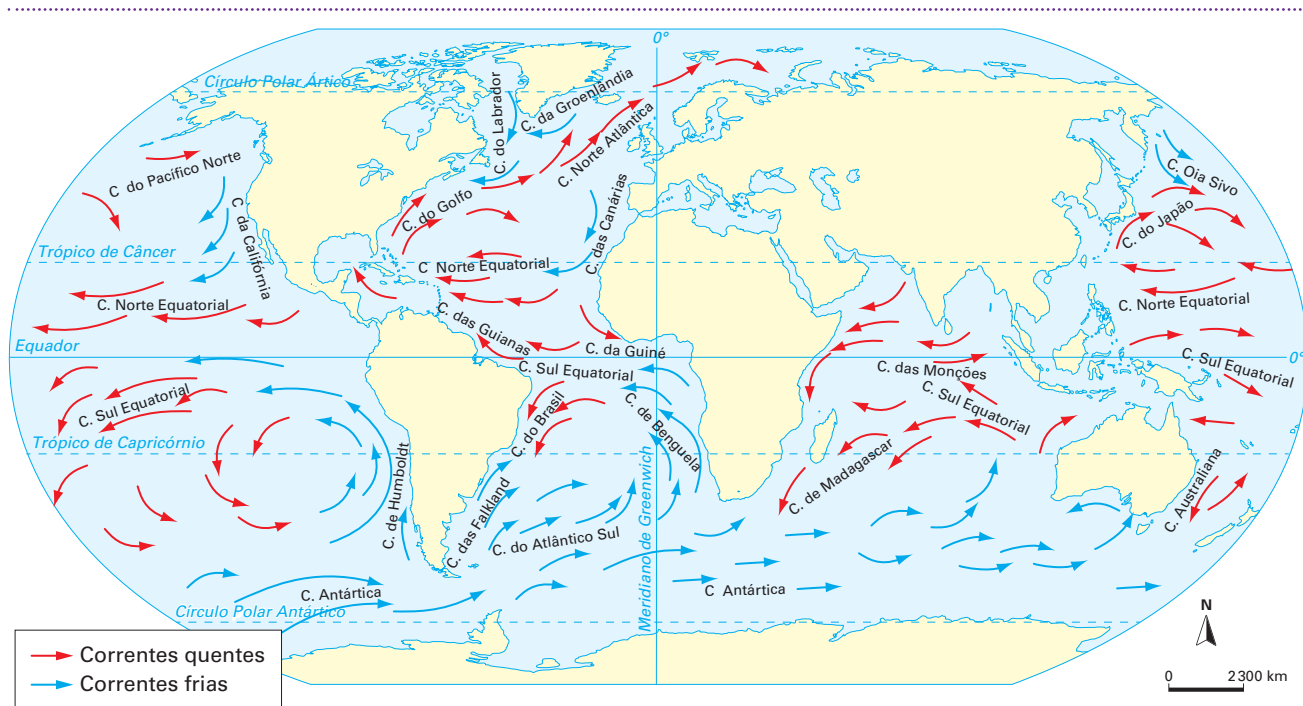 0°
Círculo Polar Ártico
C. do Labrador
C. da Groenlândia
C. Norte Atlântica
C do Pacífico Norte
C. Oia Sivo
C. da Califórnia
C. do Golfo
C. das Canárias
C. do Japão
Trópico de Câncer
C Norte Equatorial
C. Norte Equatorial
C. Norte Equatorial
C. das Guianas
C. da Guiné
Equador
0°
C. Sul Equatorial
C. das Monções
C. Sul Equatorial
C. Sul Equatorial
C. Sul Equatorial
C. do Brasil
C. de Benguela
Trópico de Capricórnio
C. de Humboldt
C. das Falkland
C. de Madagascar
C. Australiana
C. do Atlântico Sul
Meridiano de Greenwich
C. Antártica
C Antártica
Círculo Polar Antártico
N
Correntes quentes
Correntes frias
0 2 300 km